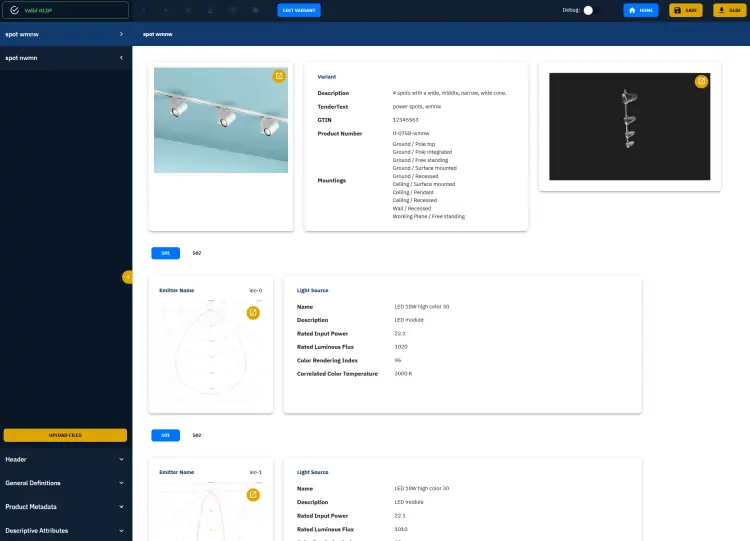 Valid GLDF
EDIT VARIANT
Debug:
HOME
SAVE
GLDF
spot wmnw
spot nwmn
spot wmnw
Variant
Description 4 spots with a wide, middle, narrow, wide cone.
TenderText power spots, wmnw
GTIN 12345563
Product Number tl-0758-wmnw
Mountings
Ground / Pole top
Ground / Pole integrated
Ground / Free standing
Ground / Surface mounted
Ground / Recessed
Ceiling / Surface mounted
Ceiling / Pendant
Ceiling / Recessed
Wall / Recessed
Working Plane / Free standing
S01 S02
Emitter Name leo-0
Light Source
Name LED 18W high color 30
Description LED module
Rated Input Power 22.1
Rated Luminous Flux 1020
Color Rendering Index 95
Correlated Color Temperature 3000 K
S01 S02
Emitter Name leo-1
Light Source
Name LED 18W high color 30
Description LED module
Rated Input Power 22.1
Rated Luminous Flux 1010
UPLOAD FILES
Header
General Definitions
Product Metadata
Descriptive Attributes